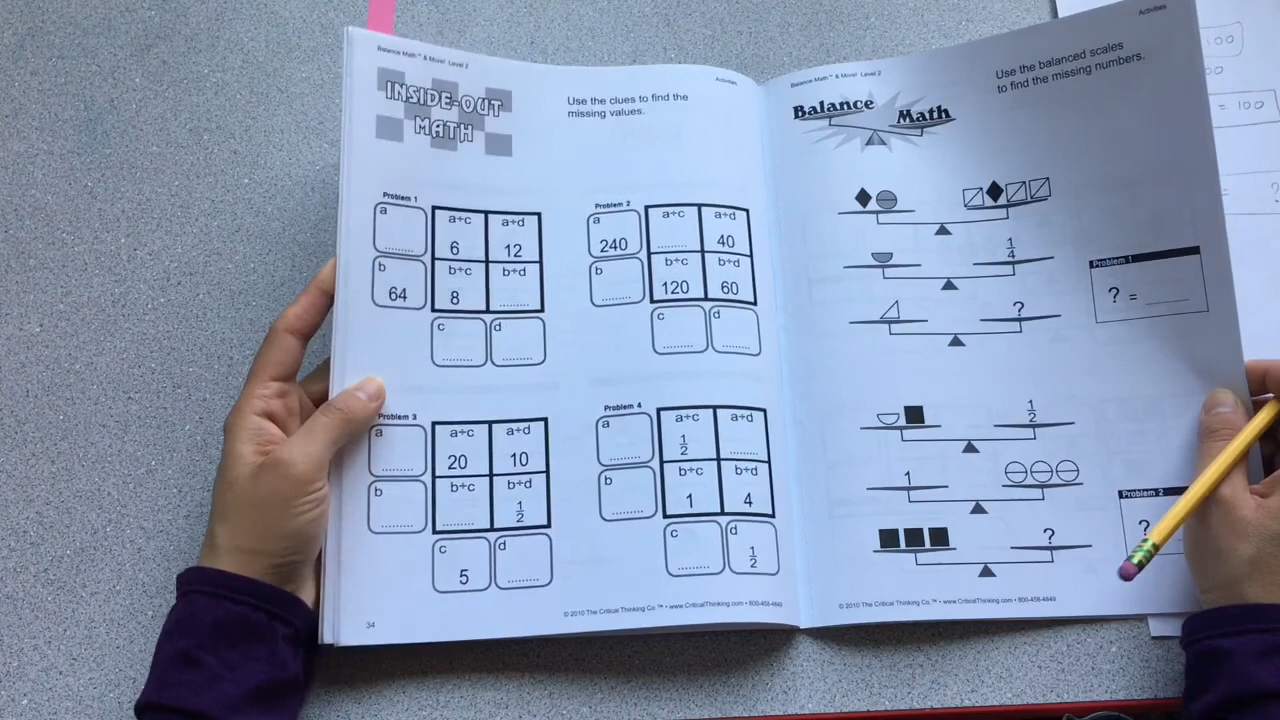 Balance Math™ & More! Level 2
Activities
INSIDE-OUT
MATH
Use the clues to find the
missing values.
Problem 1
a
a÷c
a÷d
6
12
b
64
b÷c
b÷d
8
c
d
Problem 2
a
240
a÷c
a÷d
40
b
b÷c
b÷d
120
60
c
d
Problem 3
a
a÷c
a÷d
20
10
b
b÷c
b÷d
1/2
c
5
d
Problem 4
a
a÷c
a÷d
1/2
b
b÷c
b÷d
1
4
c
d
1/2
© 2010 The Critical Thinking Co.™ • www.CriticalThinking.com • 800-458-4849
34
Balance Math™ & More! Level 2
Activities
Balance Math
Use the balanced scales
to find the missing numbers.
1/4
?
Problem 1
? = ____
1/2
1
?
Problem 2
?
© 2010 The Critical Thinking Co.™ • www.CriticalThinking.com • 800-458-4849
100
= 100